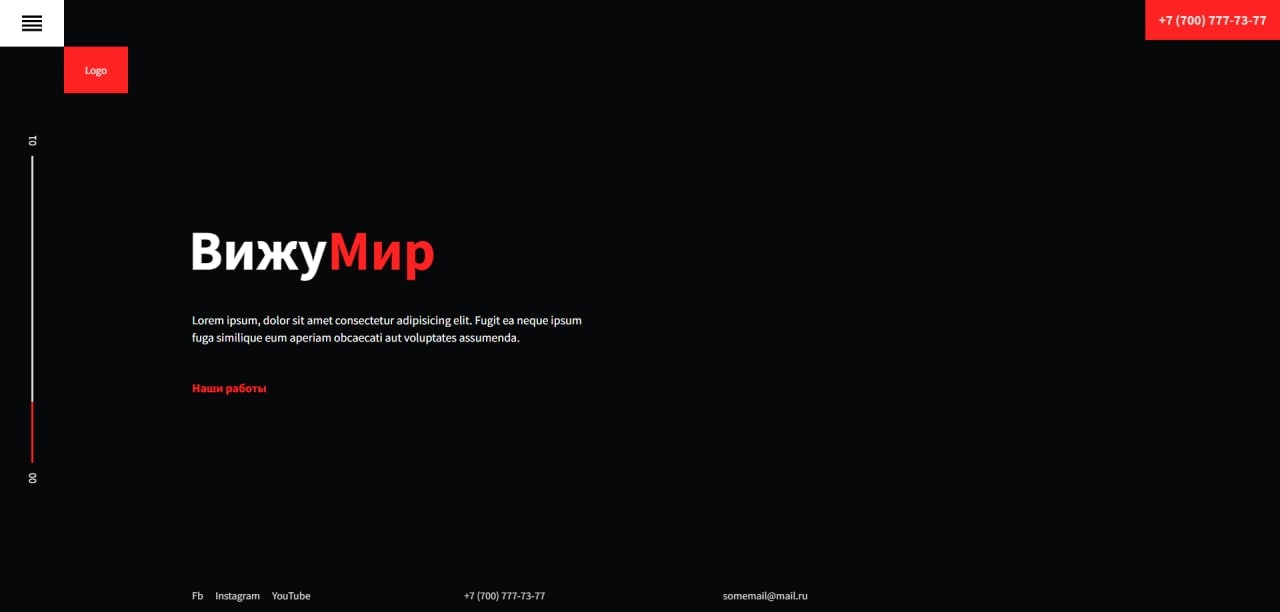 +7 (700) 777-73-77
Logo
01
ВижуМир
Lorem ipsum, dolor sit amet consectetur adipisicing elit. Fugit ea neque ipsum
fuga similique eum aperiam obcaecati aut voluptates assumenda.
Наши работы
00
Fb Instagram YouTube +7 (700) 777-73-77 somemail@mail.ru